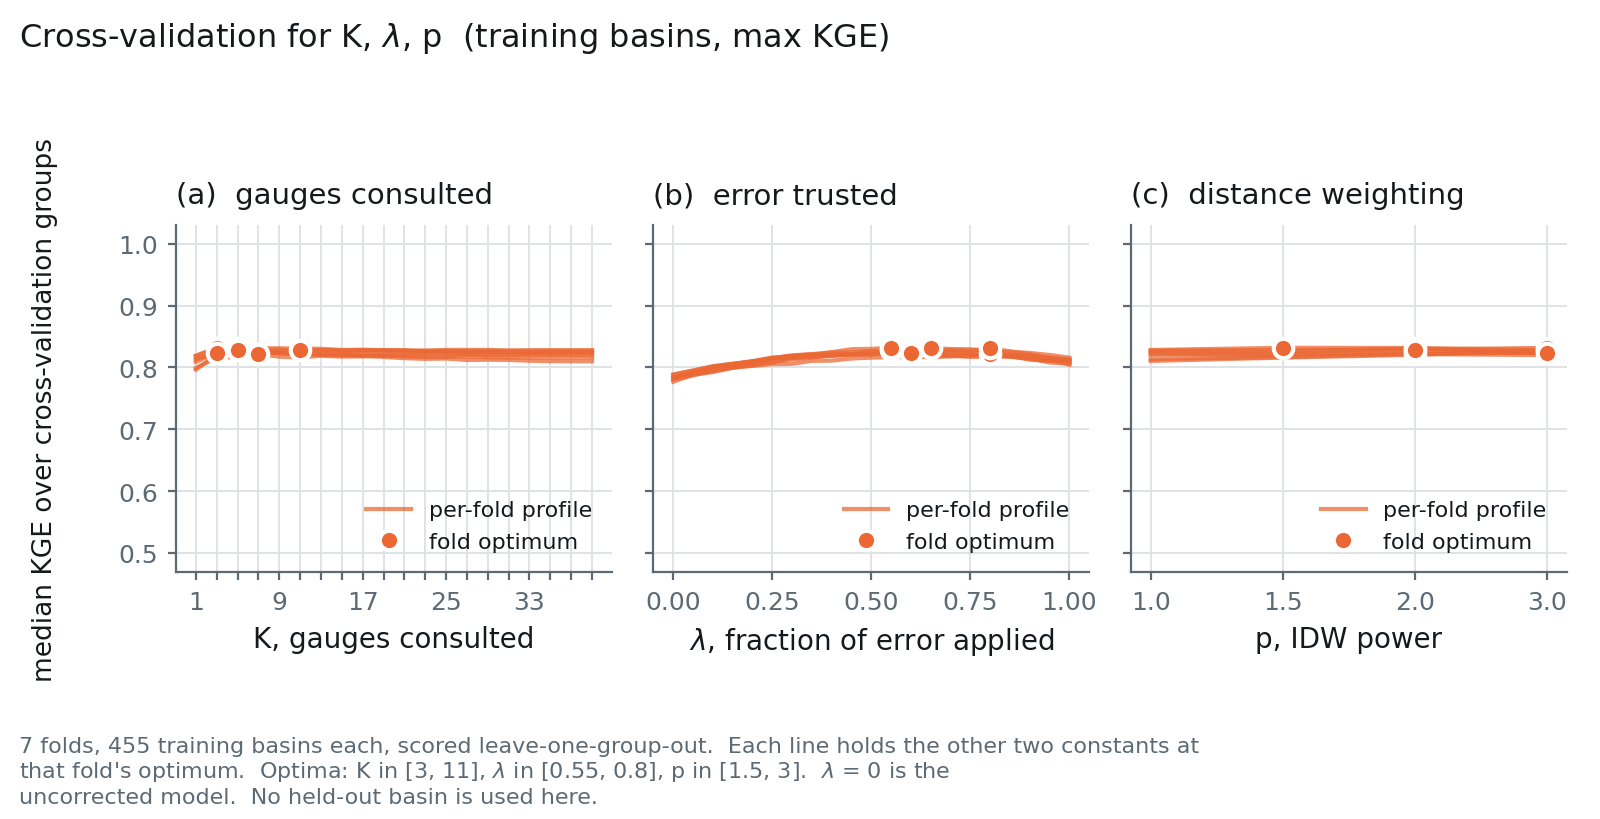 Cross-validation for K, λ, p (training basins, max KGE)
median KGE over cross-validation groups
(a) gauges consulted
1.0
0.9
0.8
0.7
0.6
0.5
per-fold profile
fold optimum
1 9 17 25 33
K, gauges consulted
(b) error trusted
per-fold profile
fold optimum
0.00 0.25 0.50 0.75 1.00
λ, fraction of error applied
(c) distance weighting
per-fold profile
fold optimum
1.0 1.5 2.0 3.0
p, IDW power
7 folds, 455 training basins each, scored leave-one-group-out. Each line holds the other two constants at
that fold's optimum. Optima: K in [3, 11], λ in [0.55, 0.8], p in [1.5, 3]. λ = 0 is the
uncorrected model. No held-out basin is used here.